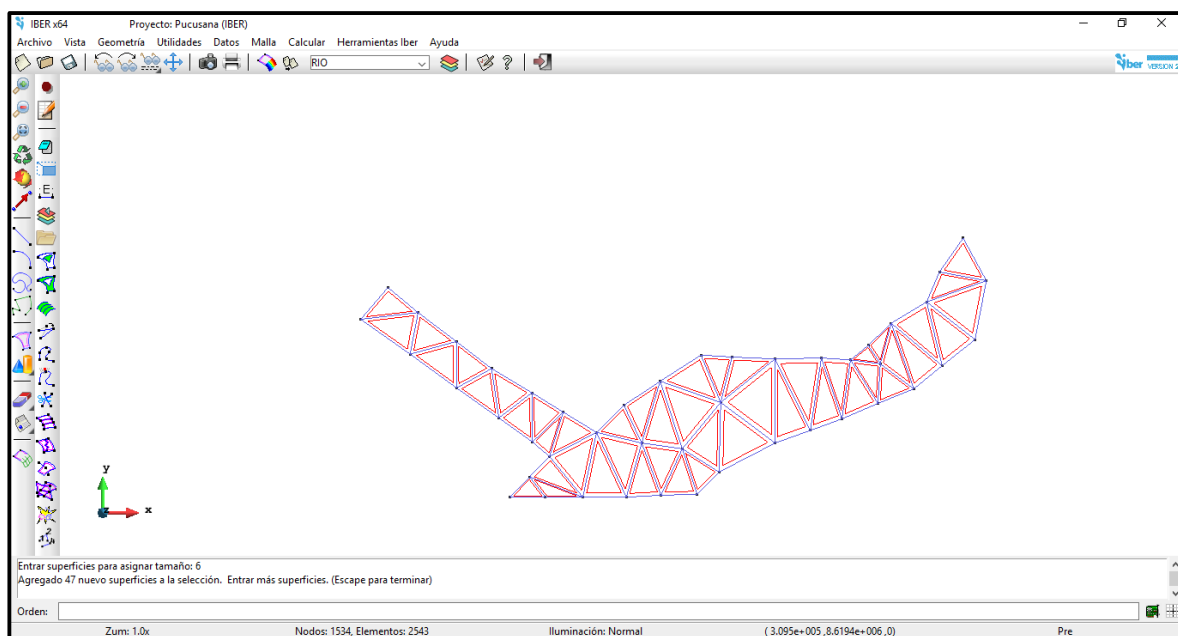 IBER x64 Proyecto: Pucusana (IBER)
Archivo Vista Geometría Utilidades Datos Malla Calcular Herramientas Iber Ayuda
RIO
iber VERSION 2
E
y
z x
Entrar superficies para asignar tamaño: 6
Agregado 47 nuevo superficies a la selección. Entrar más superficies. (Escape para terminar)
Orden:
Zum: 1.0x Nodos: 1534, Elementos: 2543 Iluminación: Normal ( 3.095e+005 ,8.6194e+006 ,0) Pre